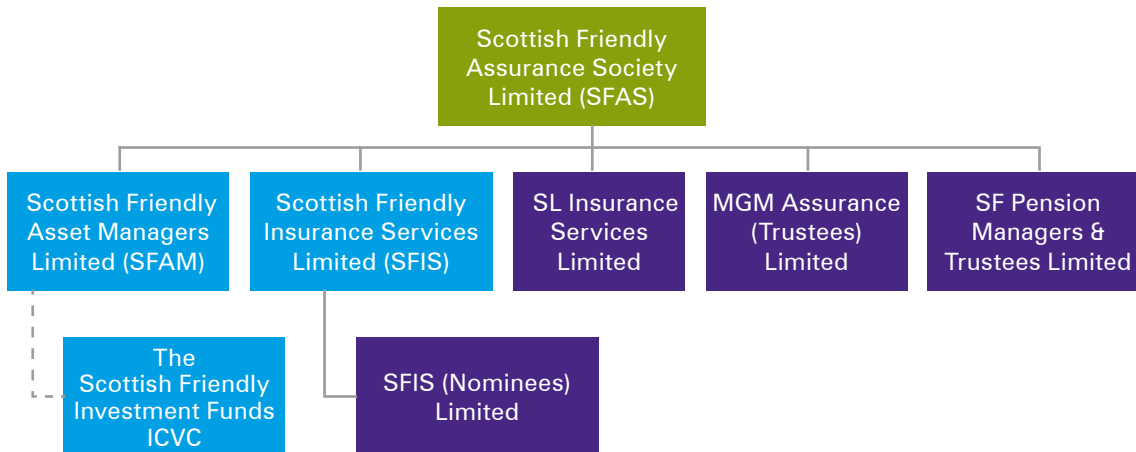 Scottish Friendly
Assurance Society
Limited (SFAS)
Scottish Friendly
Asset Managers
Limited (SFAM)
Scottish Friendly
Insurance Services
Limited (SFIS)
SL Insurance
Services
Limited
MGM Assurance
(Trustees)
Limited
SF Pension
Managers &
Trustees Limited
The
Scottish Friendly
Investment Funds
ICVC
SFIS (Nominees)
Limited